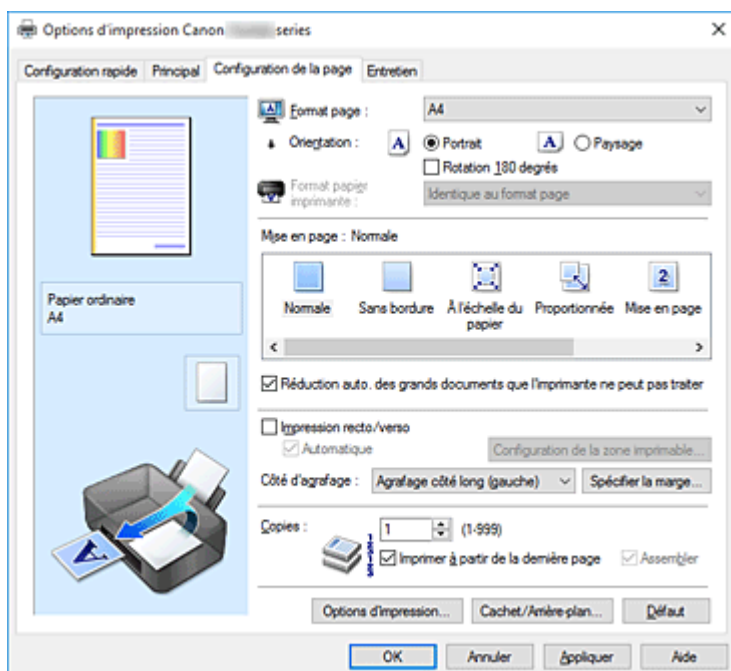 Options d'impression Canon series
Configuration rapide Principal Configuration de la page Entretien
Format page : A4
Orientation : A Portrait A Paysage
Rotation 180 degrés
Format papier imprimante : Identique au format page
Mise en page : Normale
Normale Sans bordure À l'échelle du papier Proportionnée Mise en page
Papier ordinaire
A4
Réduction auto. des grands documents que l'imprimante ne peut pas traiter
Impression recto/verso
Automatique Configuration de la zone imprimable...
Côté d'agrafage : Agrafage côté long (gauche) Spécifier la marge...
Copies : 1 (1-999)
Imprimer à partir de la dernière page Assembler
Options d'impression... Cachet/Arrière-plan... Défaut
OK Annuler Appliquer Aide